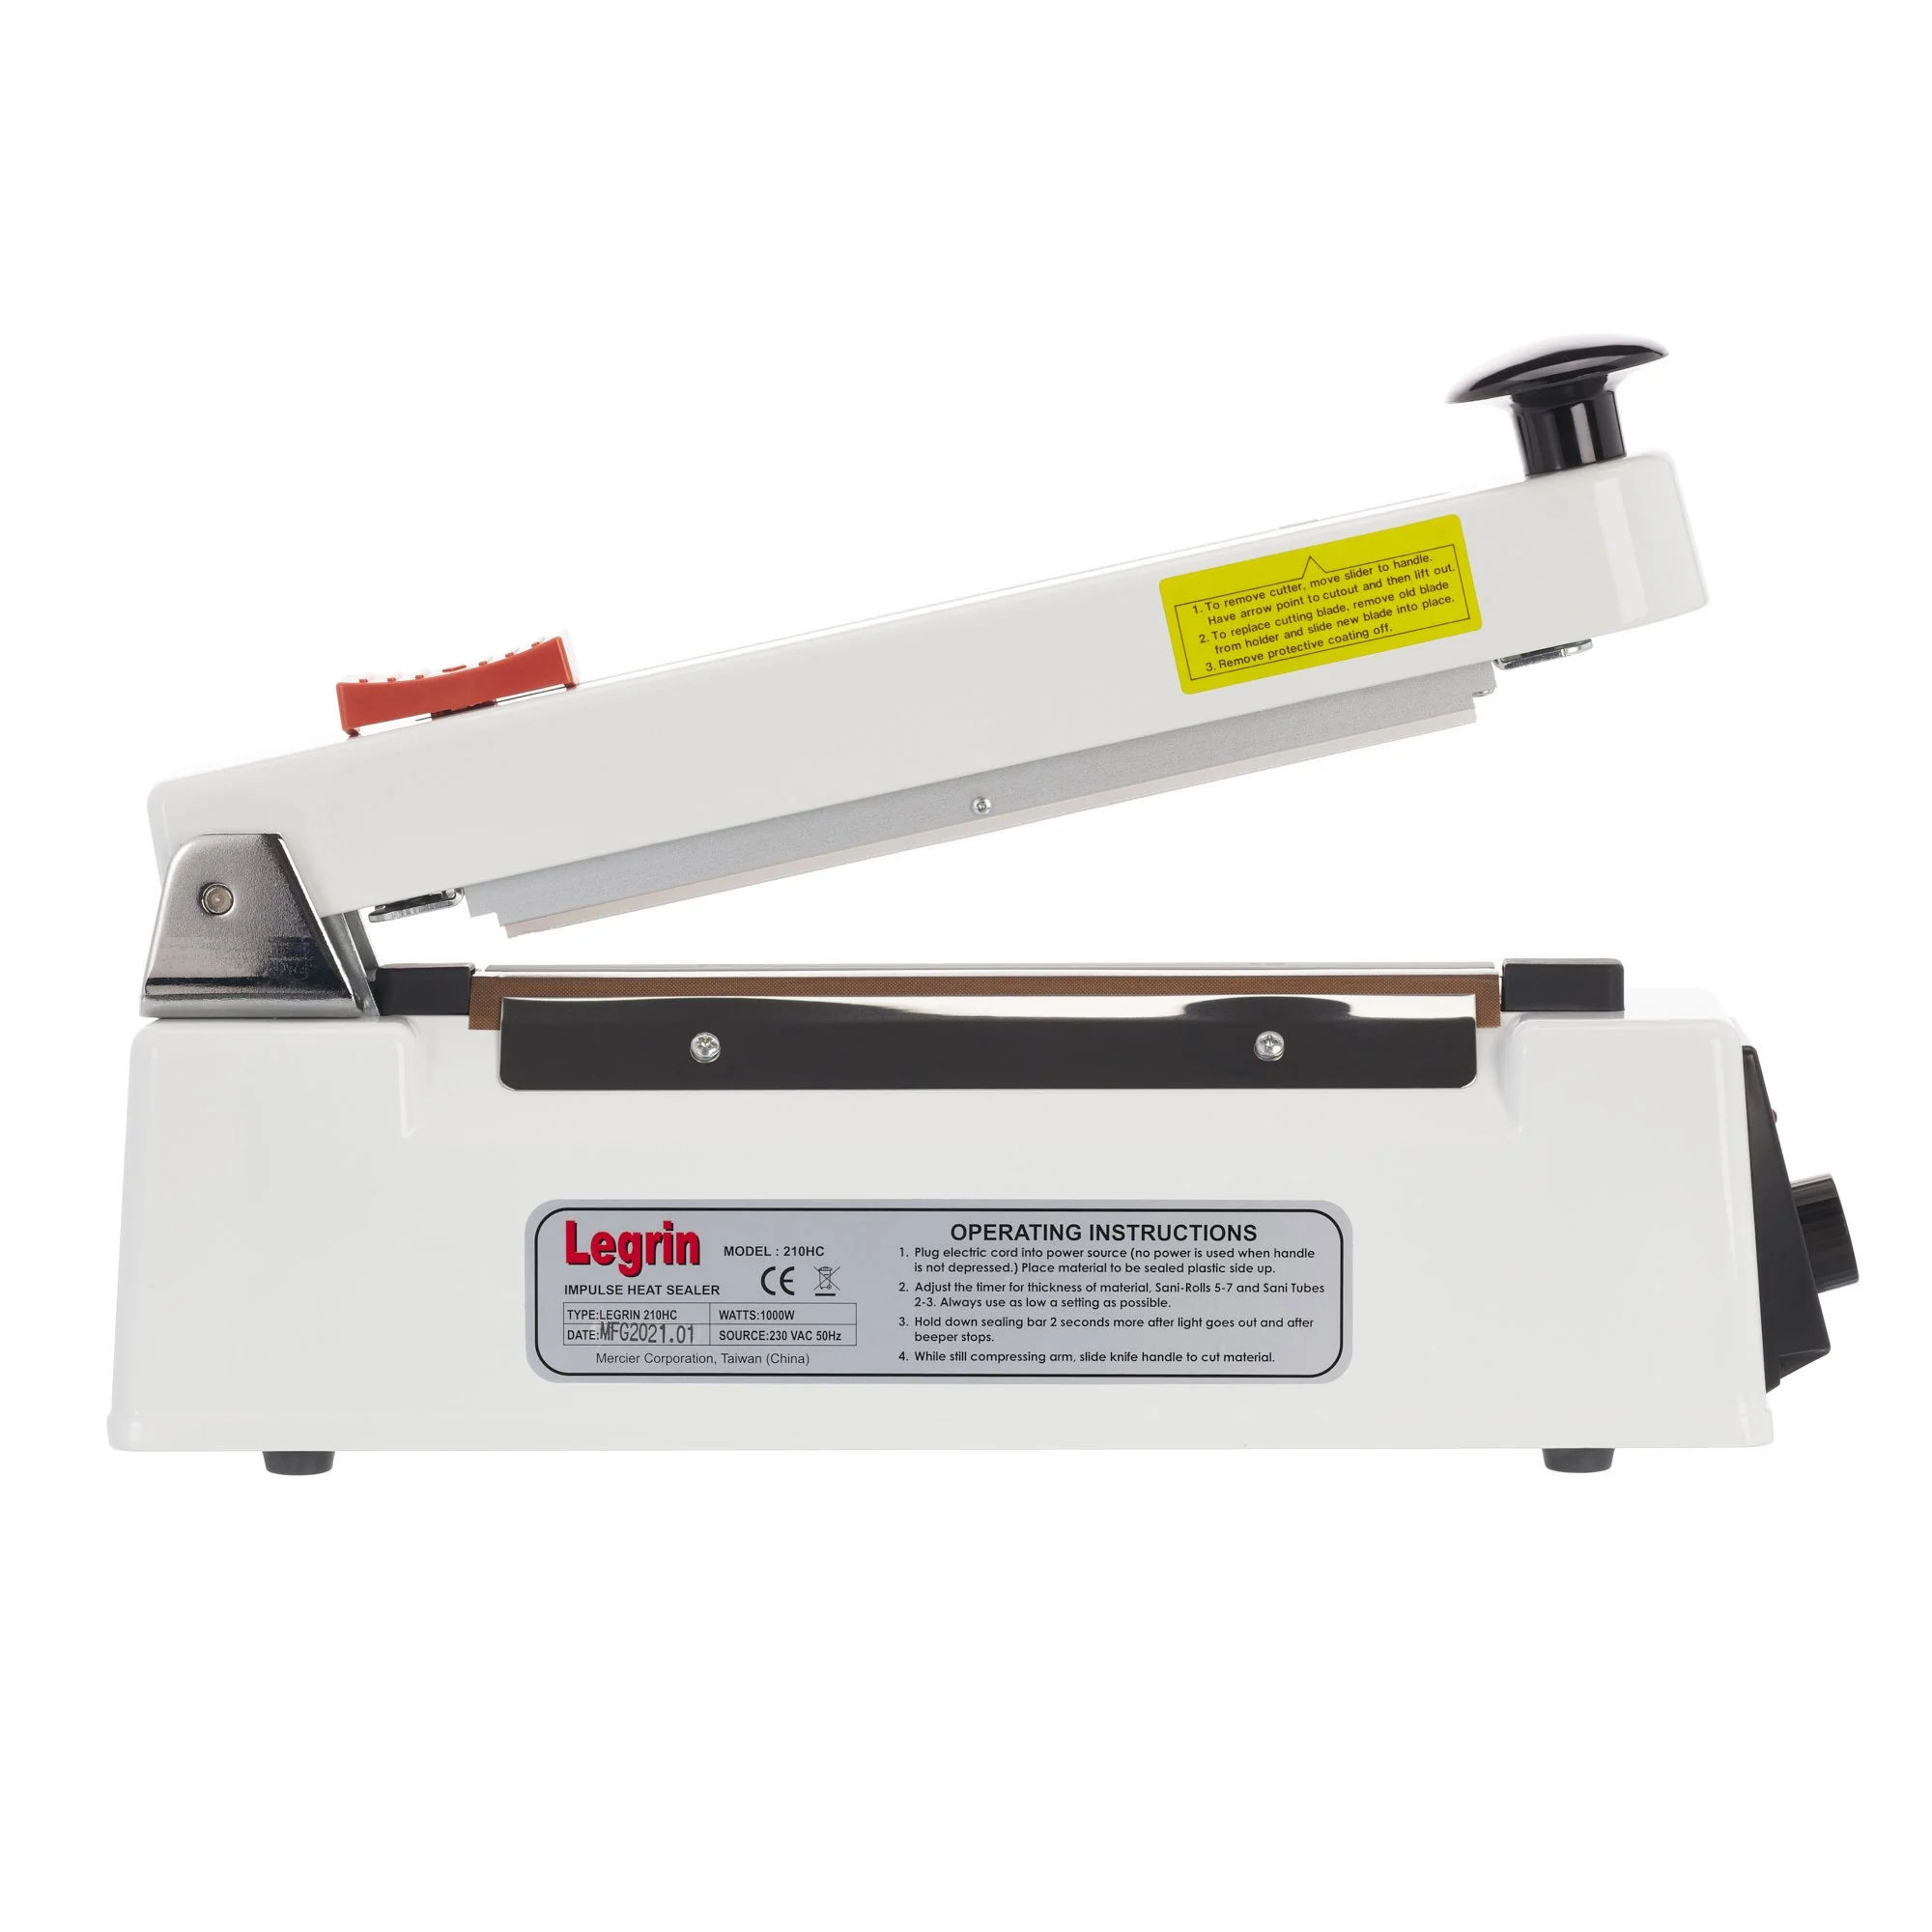 1. To remove cutter, move slider to handle.
Have arrow point to cutout and then lift out.
2. To replace cutting blade, remove old blade
from holder and slide new blade into place.
3. Remove protective coating off.
Legrin
MODEL : 210HC
IMPULSE HEAT SEALER
CE
TYPE:LEGRIN 210HC
WATTS:1000W
DATE:MFG2021.01
SOURCE:230 VAC 50Hz
Mercier Corporation, Taiwan (China)
OPERATING INSTRUCTIONS
1. Plug electric cord into power source (no power is used when handle
is not depressed.) Place material to be sealed plastic side up.
2. Adjust the timer for thickness of material, Sani-Rolls 5-7 and Sani Tubes
2-3. Always use as low a setting as possible.
3. Hold down sealing bar 2 seconds more after light goes out and after
beeper stops.
4. While still compressing arm, slide knife handle to cut material.